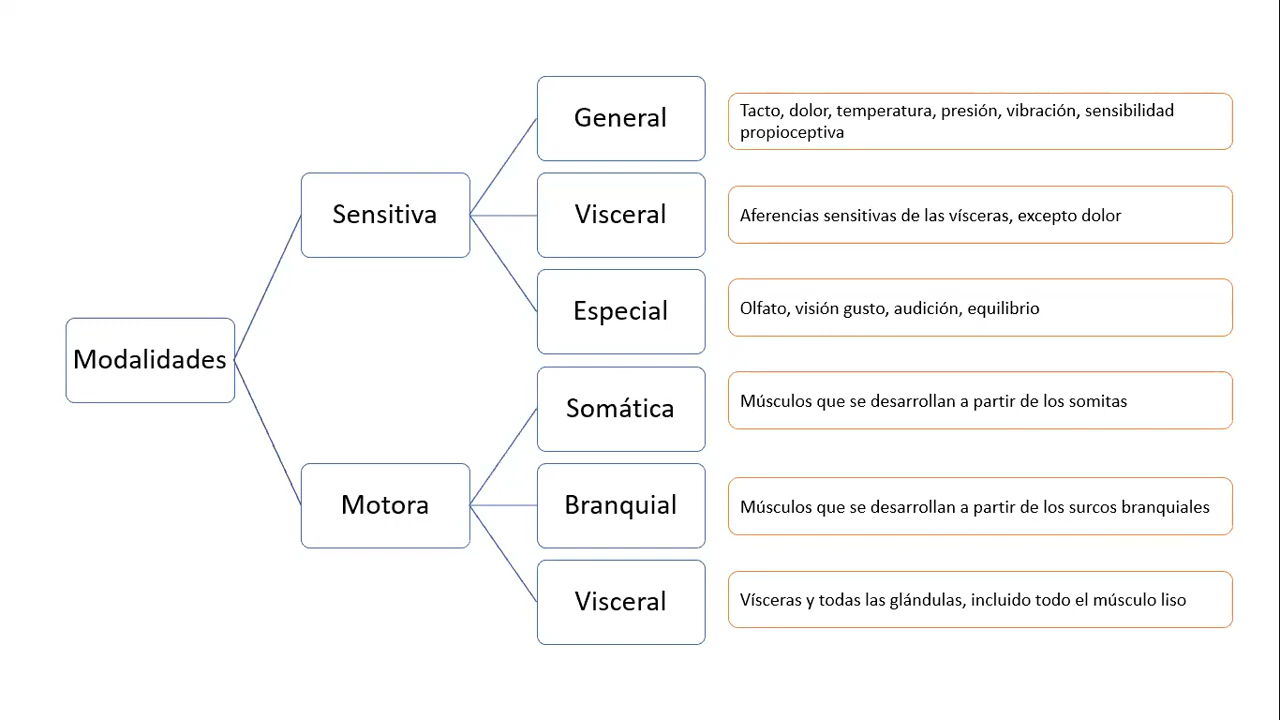 Modalidades
Sensitiva
General
Tacto, dolor, temperatura, presión, vibración, sensibilidad
propioceptiva
Visceral
Aferencias sensitivas de las vísceras, excepto dolor
Especial
Olfato, visión gusto, audición, equilibrio
Motora
Somática
Músculos que se desarrollan a partir de los somitas
Branquial
Músculos que se desarrollan a partir de los surcos branquiales
Visceral
Vísceras y todas las glándulas, incluido todo el músculo liso